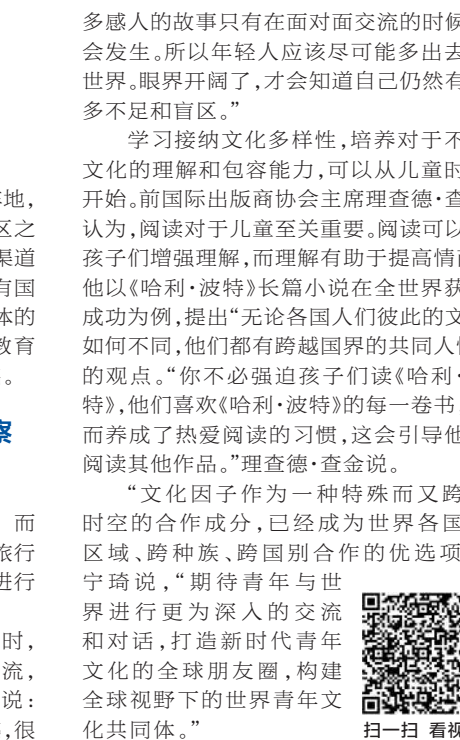 多感人的故事只有在面对面交流的时候
会发生。所以年轻人应该尽可能多出去
世界。眼界开阔了,才会知道自己仍然有
多不足和盲区。”
学习接纳文化多样性,培养对于不
文化的理解和包容能力,可以从儿童时
开始。前国际出版商协会主席理查德·查
认为,阅读对于儿童至关重要。阅读可以
孩子们增强理解,而理解有助于提高情
他以《哈利·波特》长篇小说在全世界获
成功为例,提出“无论各国人们彼此的文
如何不同,他们都有跨越国界的共同人
的观点。“你不必强迫孩子们读《哈利·
特》,他们喜欢《哈利·波特》的每一卷书
而养成了热爱阅读的习惯,这会引导他
阅读其他作品。”理查德·查金说。
“文化因子作为一种特殊而又跨
时空的合作成分,已经成为世界各国
区域、跨种族、跨国别合作的优选项
宁琦说,“期待青年与世
界进行更为深入的交流
和对话,打造新时代青年
文化的全球朋友圈,构建
全球视野下的世界青年文
化共同体。”
扫一扫 看视
地,
区之
渠道
有国
体的
教育
。
察
而
旅行
进行
时,
流,
说:
,很